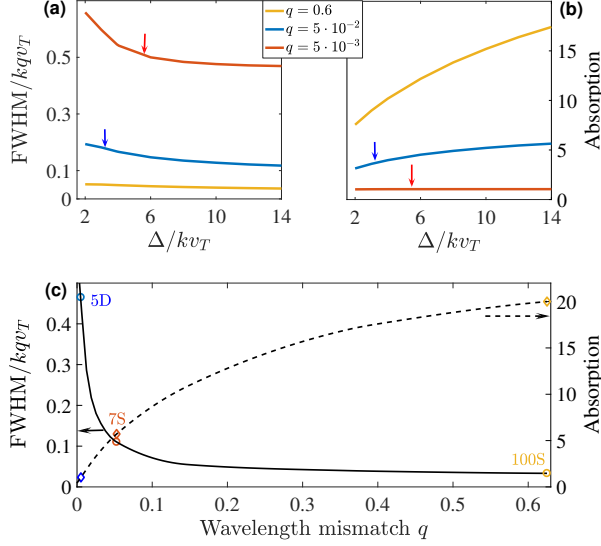 (a)
q = 0.6
q = 5 · 10⁻²
q = 5 · 10⁻³
(b)
FWHM/kqv_T
0.5
0.3
0.1
0
2
6
10
14
Δ/kv_T
2
6
10
14
Δ/kv_T
15
10
5
0
Absorption
(c)
FWHM/kqv_T
0.4
0.3
0.2
0.1
0
5D
7S
100S
0
0.1
0.2
0.3
0.4
0.5
0.6
Wavelength mismatch q
20
15
10
5
0
Absorption